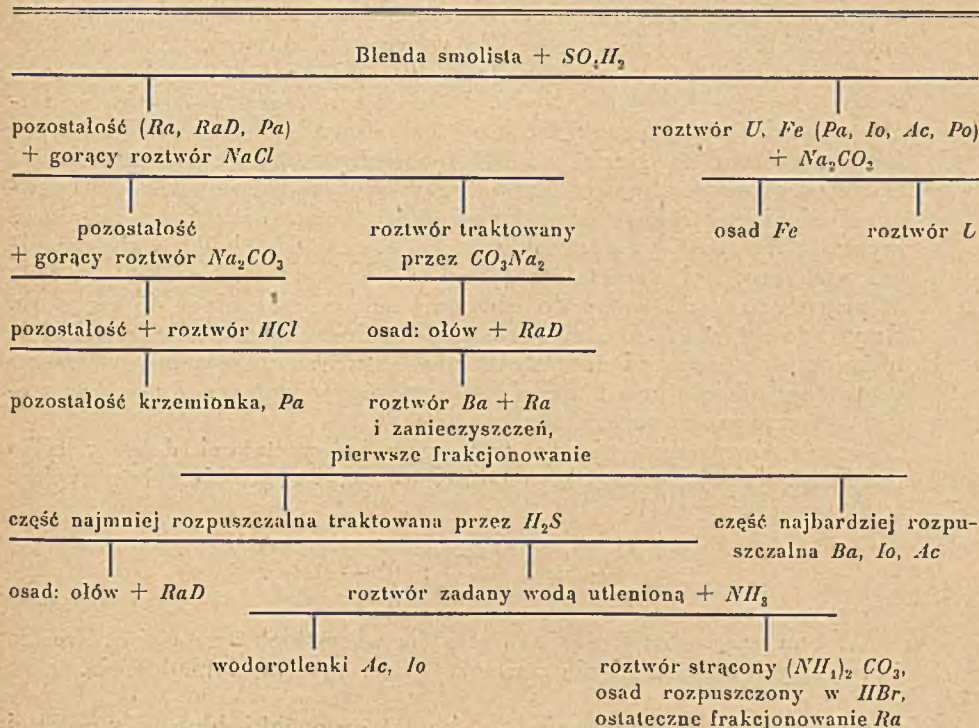 Blenda smolista + SO₄H₂
pozostałość (Ra, RaD, Pa)
+ gorący roztwór NaCl
roztwór U, Fe (Pa, Io, Ac, Po)
+ Na₂CO₃
pozostałość
+ gorący roztwór Na₂CO₃
roztwór traktowany
przez CO₃Na₂
osad Fe
roztwór U
pozostałość + roztwór HCl
osad: ołów + RaD
pozostałość krzemionka, Pa
roztwór Ba + Ra
i zanieczyszczeń,
pierwsze frakcjonowanie
część najmniej rozpuszczalna traktowana przez H₂S
część najbardziej rozpu-
szczalna Ba, Io, Ac
osad: ołów + RaD
roztwór zadany wodą utlenioną + NH₃
wodorotlenki Ac, Io
roztwór strącony (NH₄)₂ CO₃,
osad rozpuszczony w HBr,
ostateczne frakcjonowanie Ra